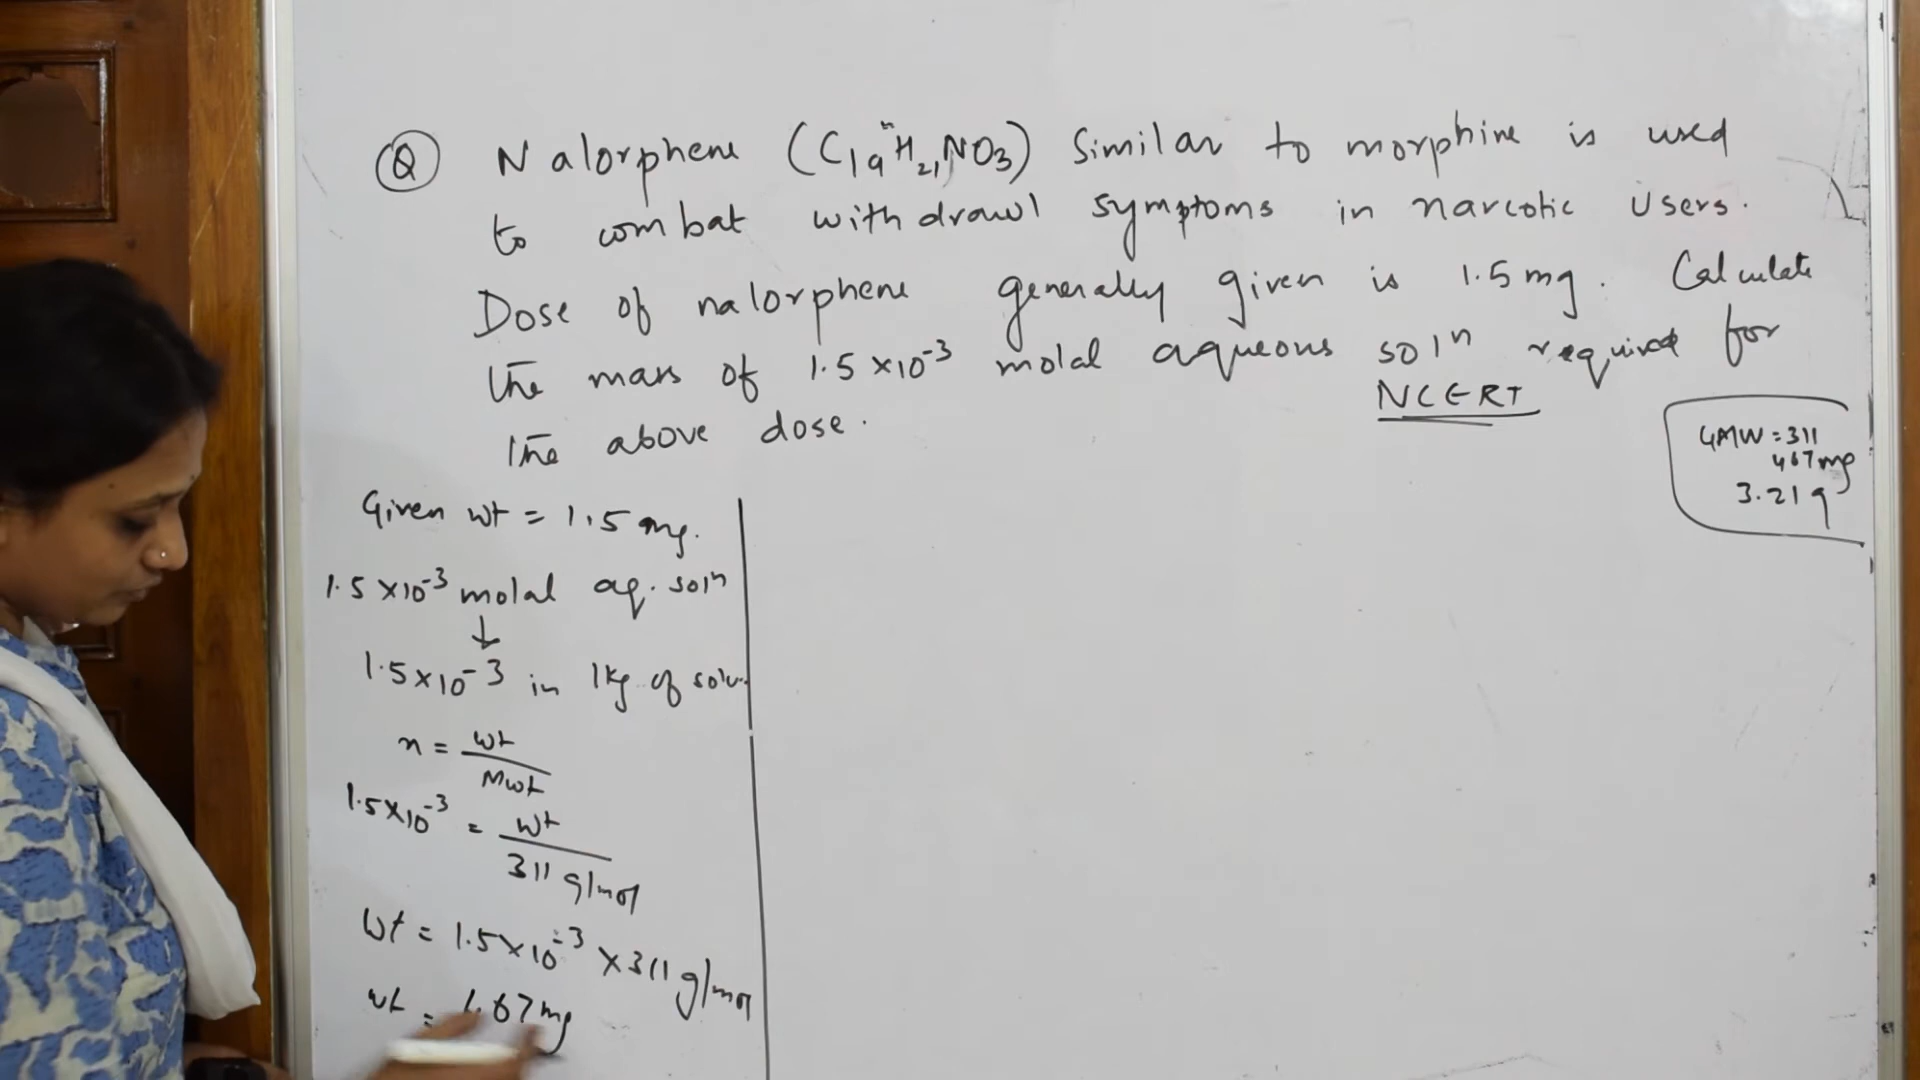 Q Nalorphene (C19H21NO3) Similar to morphine is used
to combat withdrawl symptoms in narcotic Users.
Dose of nalorphene generally given is 1.5 mg. Calculate
the mass of 1.5 × 10⁻³ molal aqueous solⁿ required for
the above dose.
NCERT
GMW = 311
467 mg
3.21 g
Given wt = 1.5 mg.
1.5 × 10⁻³ molal aq. solⁿ
↓
1.5 × 10⁻³ in 1kg of solv.
n = wt / Mwt
1.5 × 10⁻³ = wt / 311 g/mol
Wt = 1.5 × 10⁻³ × 311 g/mol
wt = 467 mg